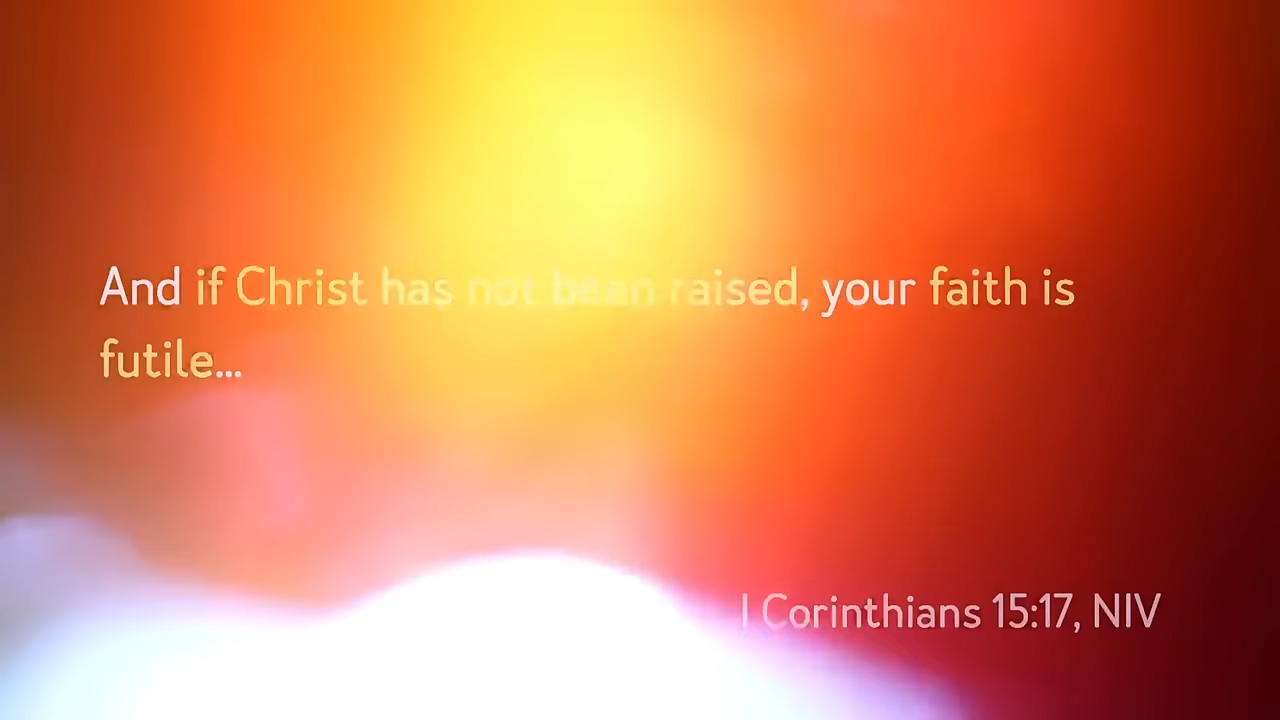 And if Christ has not been raised, your faith is
futile...
I Corinthians 15:17, NIV